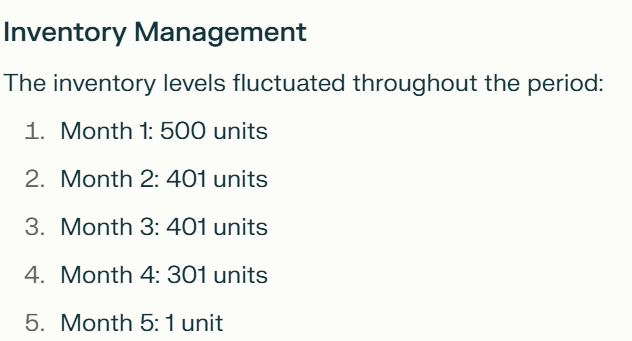 Inventory Management
The inventory levels fluctuated throughout the period:
1. Month 1: 500 units
2. Month 2: 401 units
3. Month 3: 401 units
4. Month 4: 301 units
5. Month 5: 1 unit